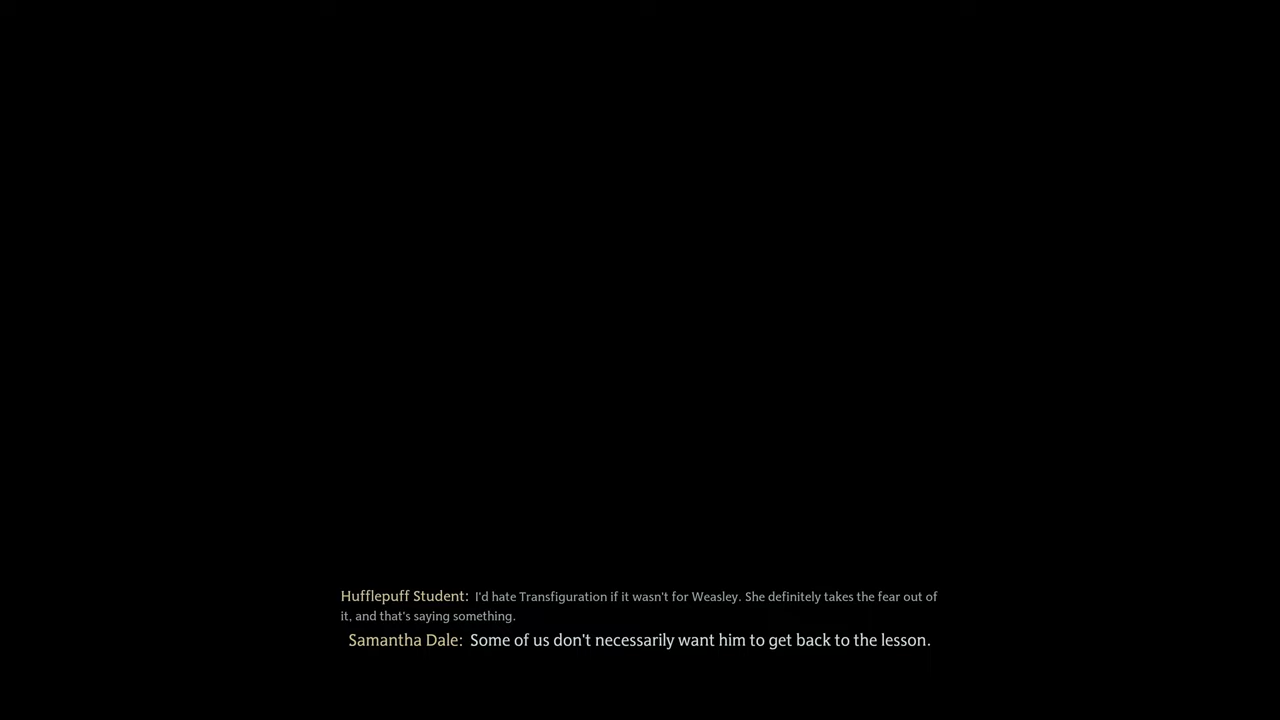 Hufflepuff Student: I'd hate Transfiguration if it wasn't for Weasley. She definitely takes the fear out of
it, and that's saying something.
Samantha Dale: Some of us don't necessarily want him to get back to the lesson.